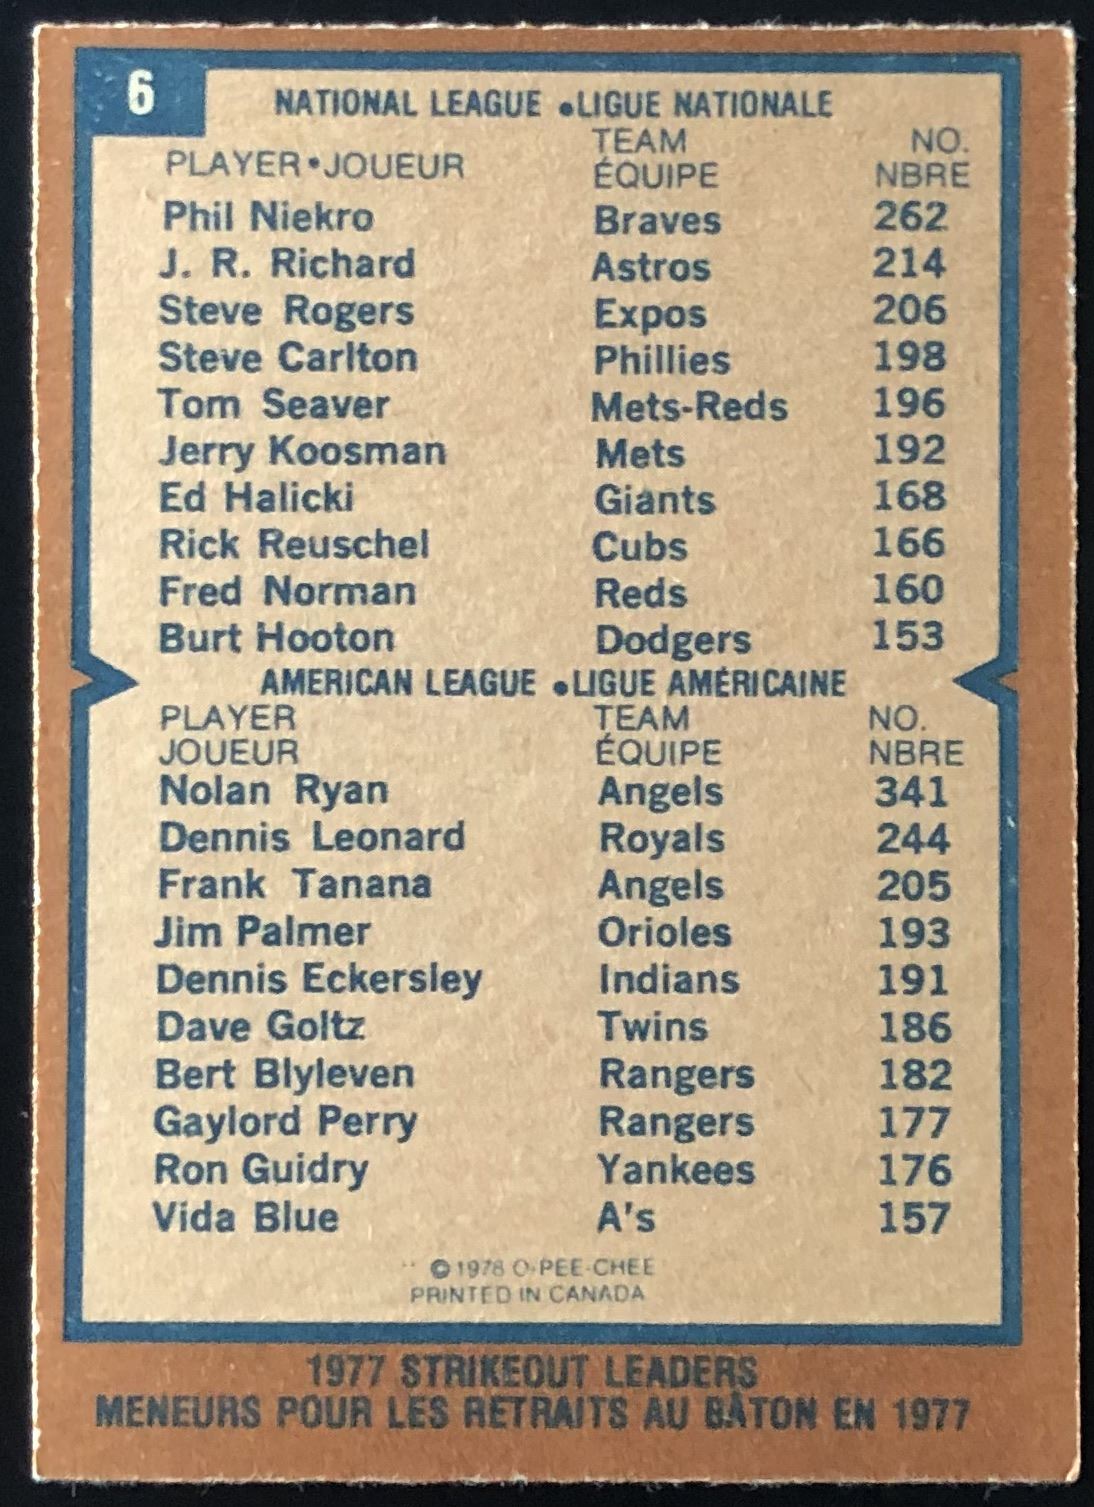 6
NATIONAL LEAGUE • LIGUE NATIONALE
PLAYER • JOUEUR TEAM ÉQUIPE NO. NBRE
Phil Niekro Braves 262
J. R. Richard Astros 214
Steve Rogers Expos 206
Steve Carlton Phillies 198
Tom Seaver Mets-Reds 196
Jerry Koosman Mets 192
Ed Halicki Giants 168
Rick Reuschel Cubs 166
Fred Norman Reds 160
Burt Hooton Dodgers 153
AMERICAN LEAGUE • LIGUE AMÉRICAINE
PLAYER TEAM NO.
JOUEUR ÉQUIPE NBRE
Nolan Ryan Angels 341
Dennis Leonard Royals 244
Frank Tanana Angels 205
Jim Palmer Orioles 193
Dennis Eckersley Indians 191
Dave Goltz Twins 186
Bert Blyleven Rangers 182
Gaylord Perry Rangers 177
Ron Guidry Yankees 176
Vida Blue A's 157
© 1978 O-PEE-CHEE
PRINTED IN CANADA
1977 STRIKEOUT LEADERS
MENEURS POUR LES RETRAITS AU BÂTON EN 1977